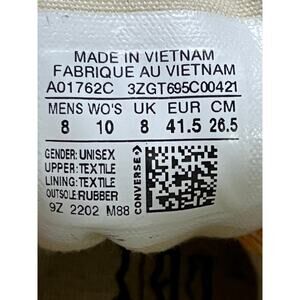 MADE IN VIETNAM
FABRIQUE AU VIETNAM
A01762C 3ZGT695C00421
MENS WO'S UK EUR CM
8 10 8 41.5 26.5
GENDER: UNISEX
UPPER: TEXTILE
LINING: TEXTILE
OUTSOLE: RUBBER
9Z 2202 M88
CONVERSE